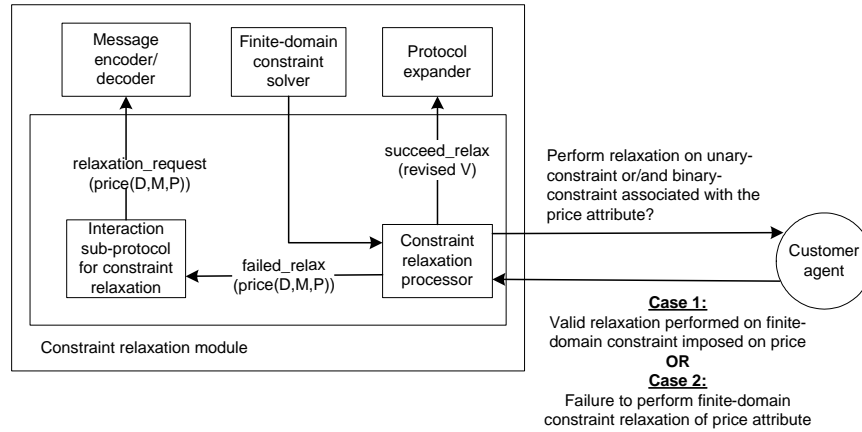 Message
encoder/
decoder
Finite-domain
constraint
solver
Protocol
expander
relaxation_request
(price(D,M,P))
succeed_relax
(revised V)
Perform relaxation on unary-
constraint or/and binary-
constraint associated with the
price attribute?
Interaction
sub-protocol
for constraint
relaxation
failed_relax
(price(D,M,P))
Constraint
relaxation
processor
Customer
agent
Case 1:
Valid relaxation performed on finite-
domain constraint imposed on price
OR
Case 2:
Failure to perform finite-domain
constraint relaxation of price attribute
Constraint relaxation module